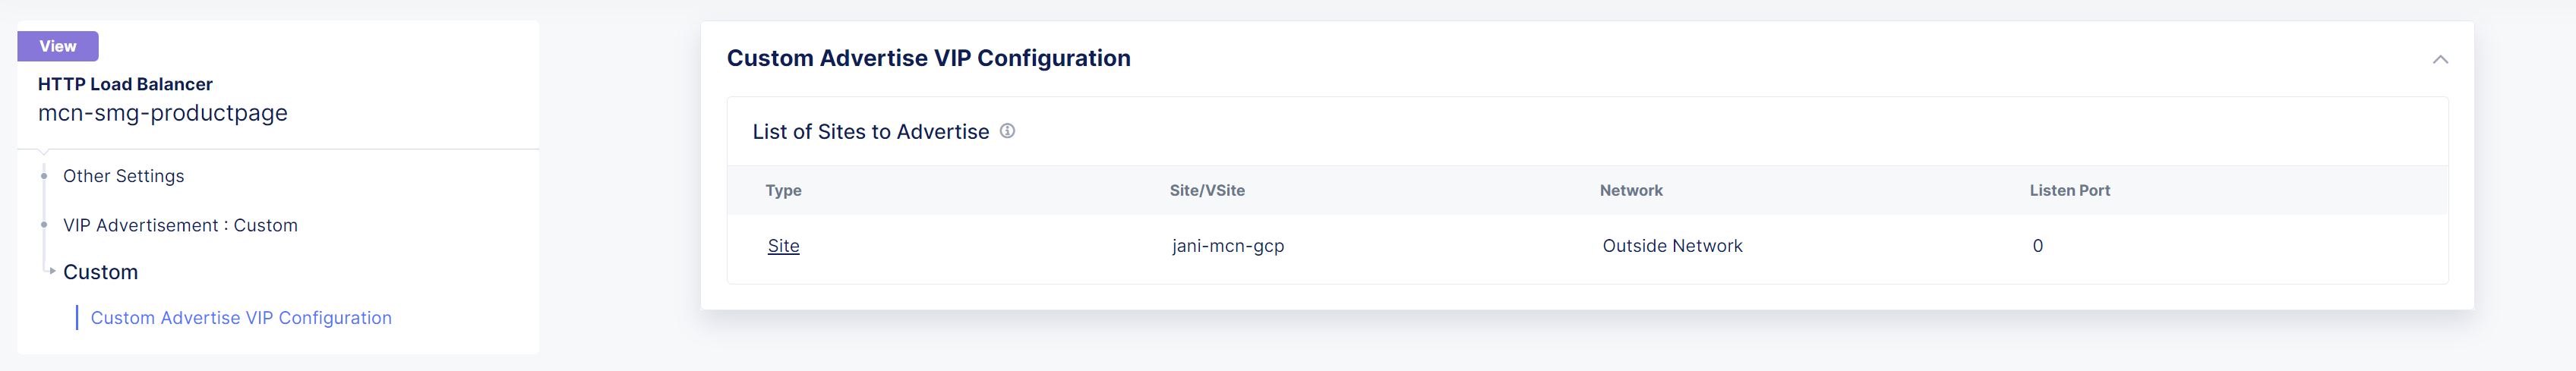 View
HTTP Load Balancer
mcn-smg-productpage
Other Settings
VIP Advertisement : Custom
Custom
Custom Advertise VIP Configuration
Custom Advertise VIP Configuration
List of Sites to Advertise
Type Site/VSite Network Listen Port
Site jani-mcn-gcp Outside Network 0